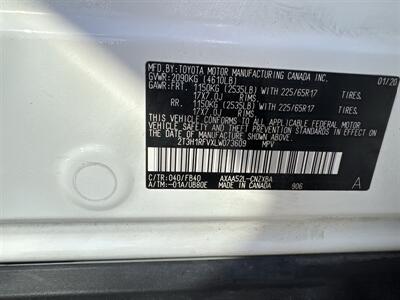 MFD.BY:TOYOTA MOTOR MANUFACTURING CANADA INC.
GVWR:2090KG (4610LB) 01/20
GAWR:FRT. 1150KG (2535LB) WITH 225/65R17 TIRES.
17X7.0J RIMS.
RR. 1150KG (2535LB) WITH 225/65R17 TIRES.
17X7.0J RIMS.
THIS VEHICLE CONFORMS TO ALL APPLICABLE FEDERAL MOTOR VEHICLE SAFETY AND THEFT PREVENTION STANDARDS IN EFFECT ON THE DATE OF MANUFACTURE SHOWN ABOVE.
2T3H1RFVXLW073609 MPV
C/TR:040/FB40 AXAA52L-CNZXBA
A/TM:-01A/UB80E MADE IN CANADA 906 A